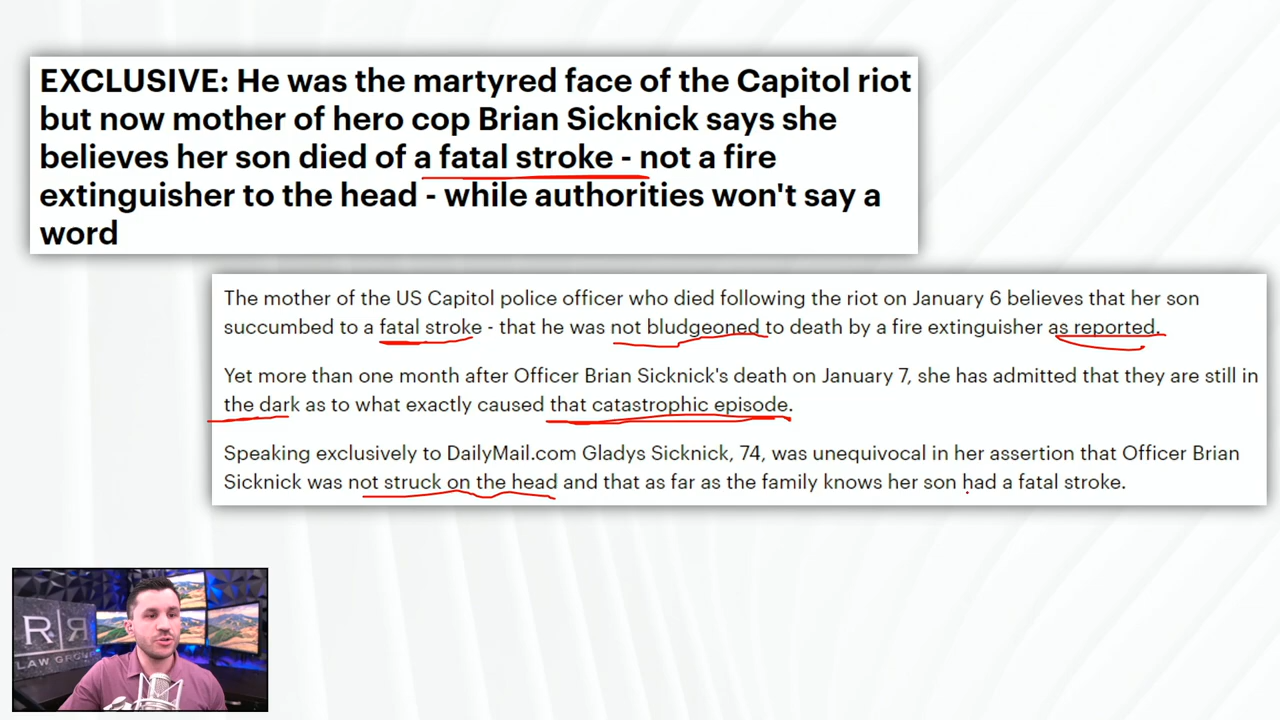 EXCLUSIVE: He was the martyred face of the Capitol riot
but now mother of hero cop Brian Sicknick says she
believes her son died of a fatal stroke - not a fire
extinguisher to the head - while authorities won't say a
word
The mother of the US Capitol police officer who died following the riot on January 6 believes that her son
succumbed to a fatal stroke - that he was not bludgeoned to death by a fire extinguisher as reported.
Yet more than one month after Officer Brian Sicknick's death on January 7, she has admitted that they are still in
the dark as to what exactly caused that catastrophic episode.
Speaking exclusively to DailyMail.com Gladys Sicknick, 74, was unequivocal in her assertion that Officer Brian
Sicknick was not struck on the head and that as far as the family knows her son had a fatal stroke.
R|R
LAW GROUP